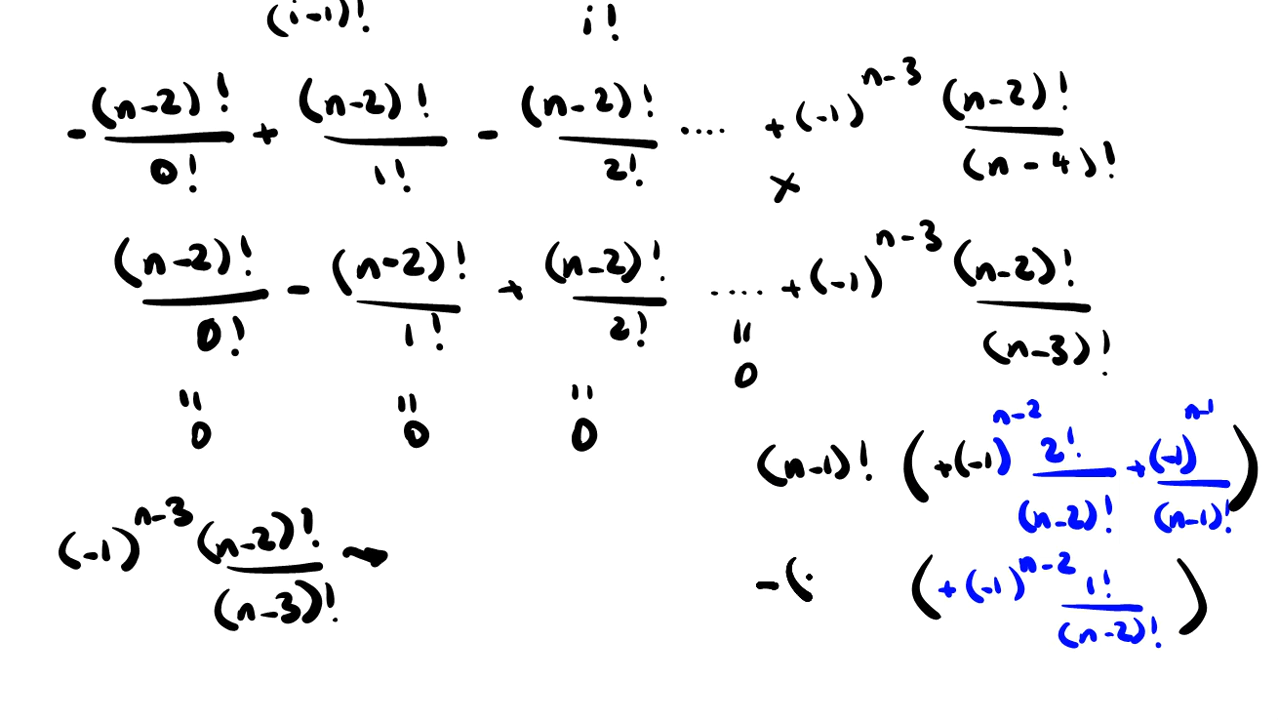 (i-1)! i!
- (n-2)!/0! + (n-2)!/1! - (n-2)!/2! .... + (-1)^{n-3} (n-2)!/(n-4)!
x
(n-2)!/0! - (n-2)!/1! + (n-2)!/2! .... + (-1)^{n-3} (n-2)!/(n-3)!
" 0 " 0 " 0 " 0
(n-1)! (+(-1)^{n-2} 2!/(n-2)! + (-1)^{n-1}/(n-1)!)
(-1)^{n-3} (n-2)!/(n-3)! -
-( (+(-1)^{n-2} 1!/(n-2)!)